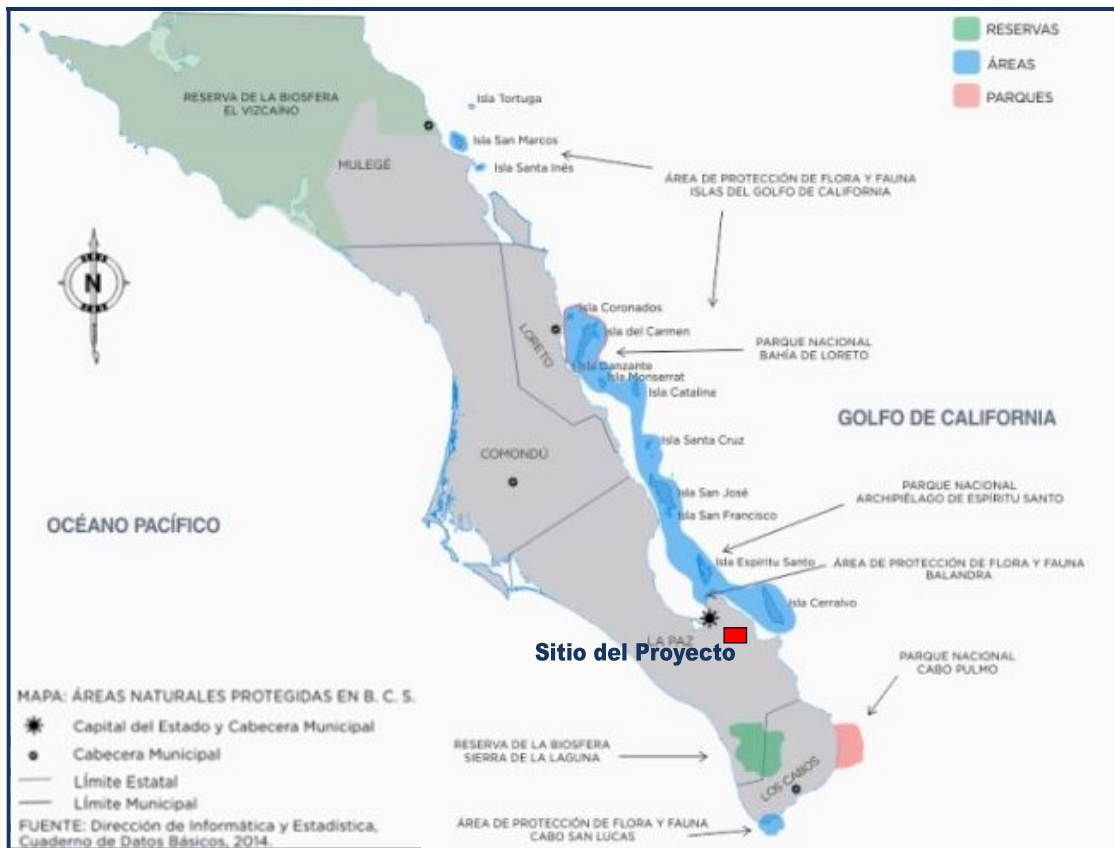 RESERVAS
ÁREAS
PARQUES
RESERVA DE LA BIOSFERA
EL VIZCAÍNO
Isla Tortuga
Isla San Marcos
Isla Santa Inés
MULEGÉ
ÁREA DE PROTECCIÓN DE FLORA Y FAUNA
ISLAS DEL GOLFO DE CALIFORNIA
N
Isla Coronados
Isla del Carmen
LORETO
PARQUE NACIONAL
BAHÍA DE LORETO
Isla Danzante
Isla Monserrat
Isla Catalina
GOLFO DE CALIFORNIA
Isla Santa Cruz
COMONDÚ
PARQUE NACIONAL
ARCHIPIÉLAGO DE ESPÍRITU SANTO
Isla San José
Isla San Francisco
OCÉANO PACÍFICO
Isla Espíritu Santo
ÁREA DE PROTECCIÓN DE FLORA Y FAUNA
BALANDRA
Isla Cerralvo
LA PAZ
Sitio del Proyecto
PARQUE NACIONAL
CABO PULMO
MAPA: ÁREAS NATURALES PROTEGIDAS EN B. C. S.
Capital del Estado y Cabecera Municipal
Cabecera Municipal
Límite Estatal
Límite Municipal
FUENTE: Dirección de Informática y Estadística,
Cuaderno de Datos Básicos, 2014.
RESERVA DE LA BIOSFERA
SIERRA DE LA LAGUNA
LOS CABOS
ÁREA DE PROTECCIÓN DE FLORA Y FAUNA
CABO SAN LUCAS